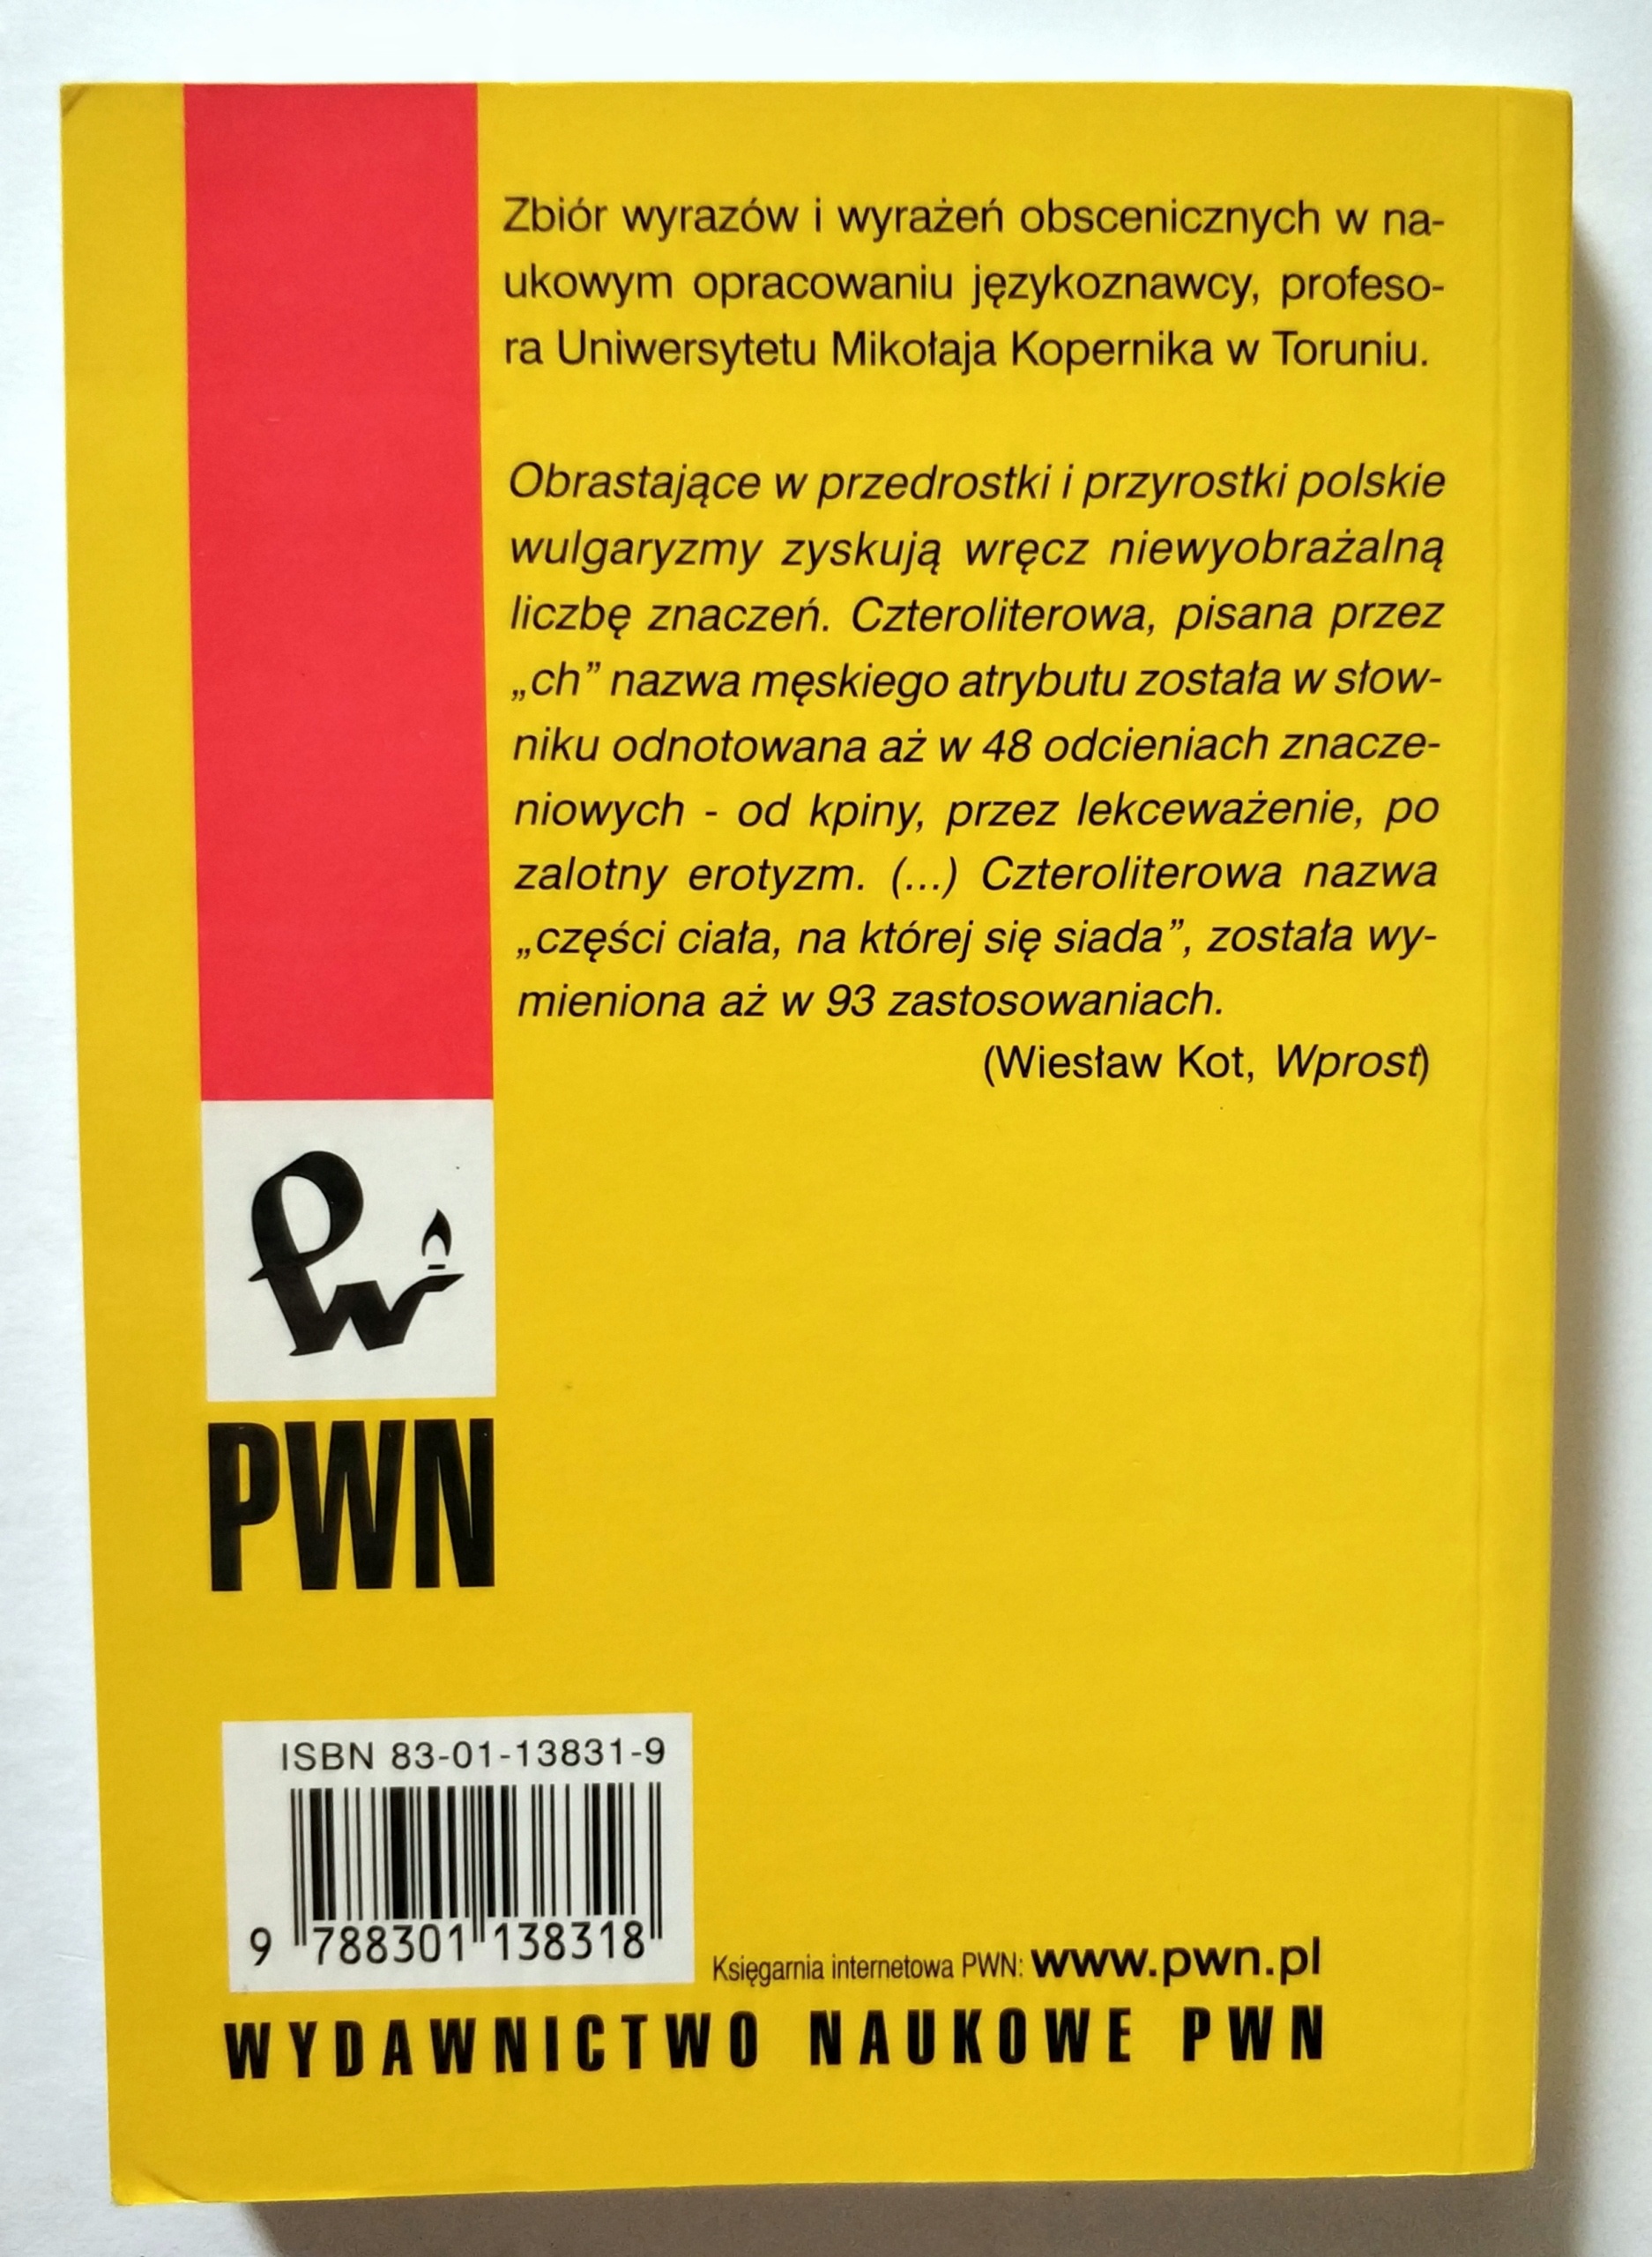 Zbiór wyrazów i wyrażeń obscenicznych w na-
ukowym opracowaniu językoznawcy, profeso-
ra Uniwersytetu Mikołaja Kopernika w Toruniu.
Obrastające w przedrostki i przyrostki polskie
wulgaryzmy zyskują wręcz niewyobrażalną
liczbę znaczeń. Czteroliterowa, pisana przez
„ch” nazwa męskiego atrybutu została w słow-
niku odnotowana aż w 48 odcieniach znacze-
niowych - od kpiny, przez lekceważenie, po
zalotny erotyzm. (...) Czteroliterowa nazwa
„części ciała, na której się siada”, została wy-
mieniona aż w 93 zastosowaniach.
(Wiesław Kot, Wprost)
Pw
PWN
ISBN 83-01-13831-9
9 788301 138318
Księgarnia internetowa PWN: www.pwn.pl
WYDAWNICTWO NAUKOWE PWN